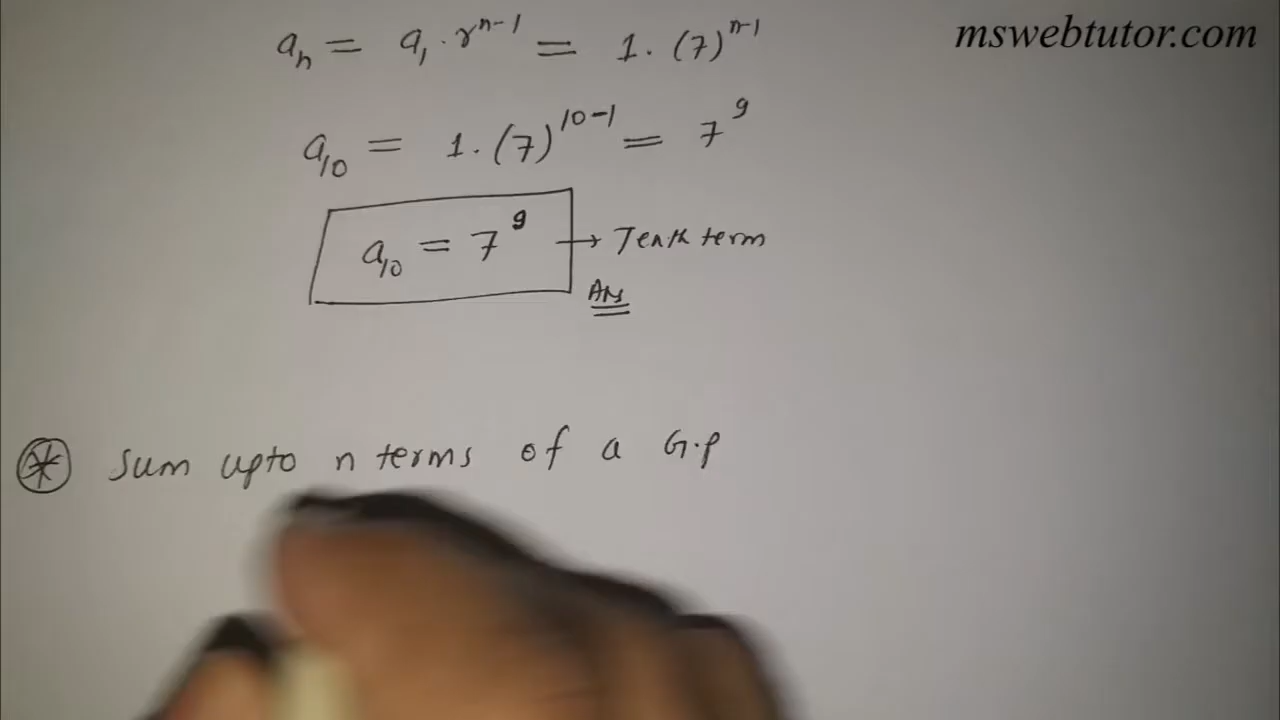 mswebtutor.com
aₙ = a₁ · rⁿ⁻¹ = 1 · (7)ⁿ⁻¹
a₁₀ = 1 · (7)¹⁰⁻¹ = 7⁹
a₁₀ = 7⁹ → Tenth term
Ans
⊛ Sum upto n terms of a G.P